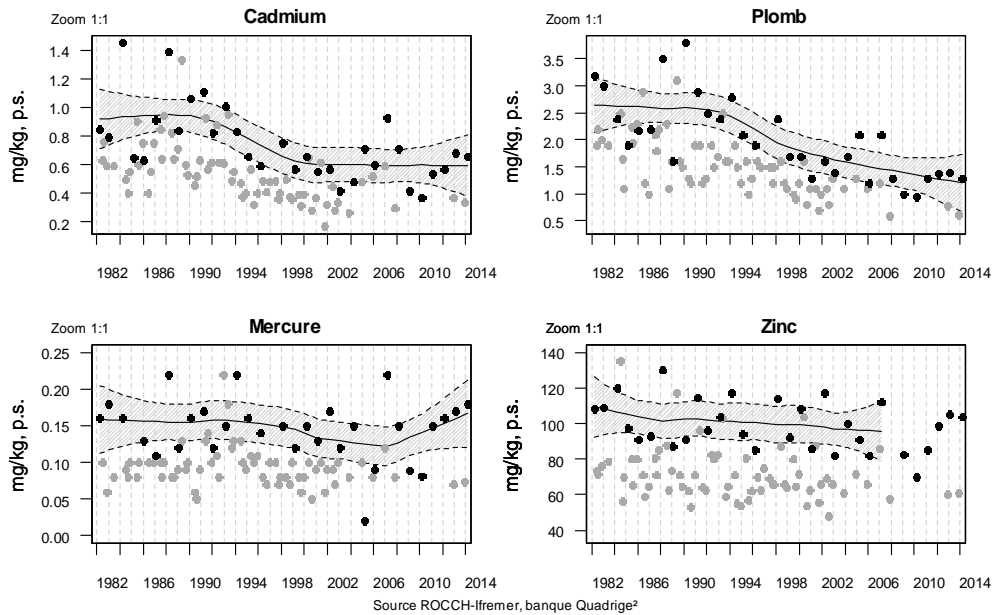 Zoom 1:1
Cadmium
mg/kg, p.s.
1.4
1.2
1.0
0.8
0.6
0.4
0.2
1982 1986 1990 1994 1998 2002 2006 2010 2014
Zoom 1:1
Plomb
mg/kg, p.s.
3.5
3.0
2.5
2.0
1.5
1.0
0.5
1982 1986 1990 1994 1998 2002 2006 2010 2014
Zoom 1:1
Mercure
mg/kg, p.s.
0.25
0.20
0.15
0.10
0.05
0.00
1982 1986 1990 1994 1998 2002 2006 2010 2014
Zoom 1:1
Zinc
mg/kg, p.s.
140
120
100
80
60
40
1982 1986 1990 1994 1998 2002 2006 2010 2014
Source ROCCH-Ifremer, banque Quadrige²